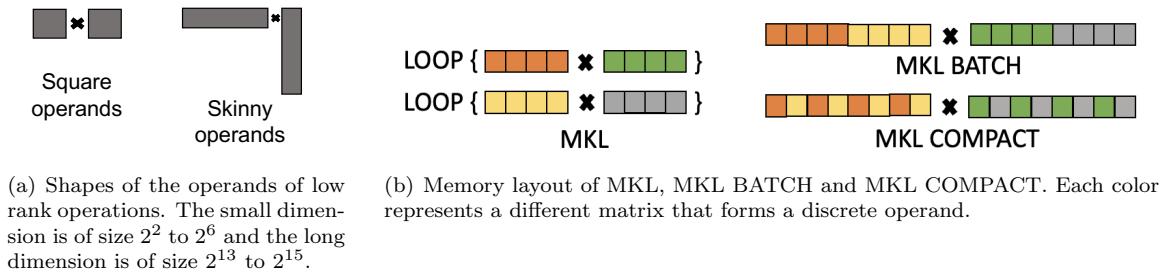 Square
operands
Skinny
operands
(a) Shapes of the operands of low
rank operations. The small dimen-
sion is of size 2^2 to 2^6 and the long
dimension is of size 2^13 to 2^15.
LOOP { }
LOOP { }
MKL
MKL BATCH
MKL COMPACT
(b) Memory layout of MKL, MKL BATCH and MKL COMPACT. Each color
represents a different matrix that forms a discrete operand.